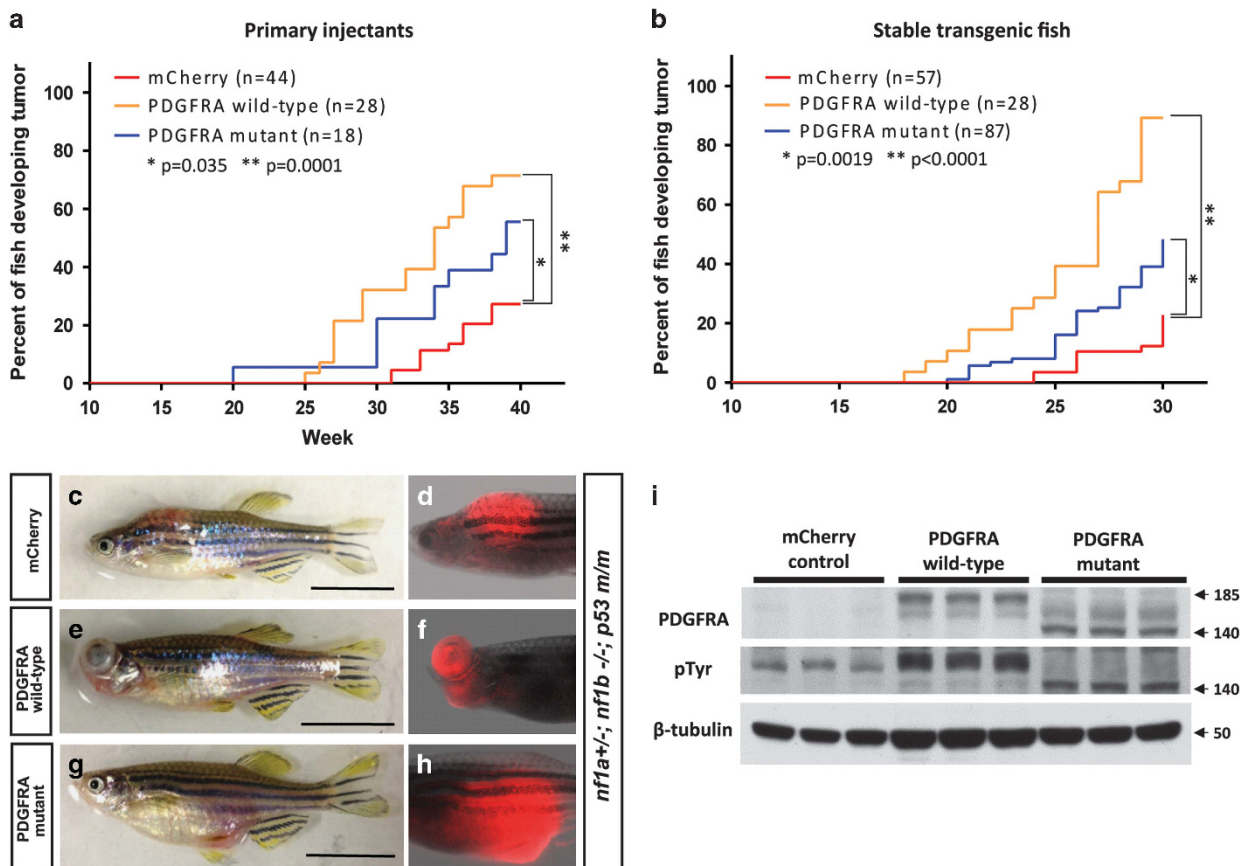 a
Primary injectants
Percent of fish developing tumor
100
80
60
40
20
0
mCherry (n=44)
PDGFRA wild-type (n=28)
PDGFRA mutant (n=18)
* p=0.035 ** p=0.0001
*
**
10 15 20 25 30 35 40
Week
b
Stable transgenic fish
Percent of fish developing tumor
100
80
60
40
20
0
mCherry (n=57)
PDGFRA wild-type (n=28)
PDGFRA mutant (n=87)
* p=0.0019 ** p<0.0001
*
**
10 15 20 25 30
mCherry
c
d
PDGFRA
wild-type
e
f
PDGFRA
mutant
g
h
nf1a+/-; nf1b -/-; p53 m/m
i
mCherry
control
PDGFRA
wild-type
PDGFRA
mutant
PDGFRA
185
140
pTyr
140
β-tubulin
50